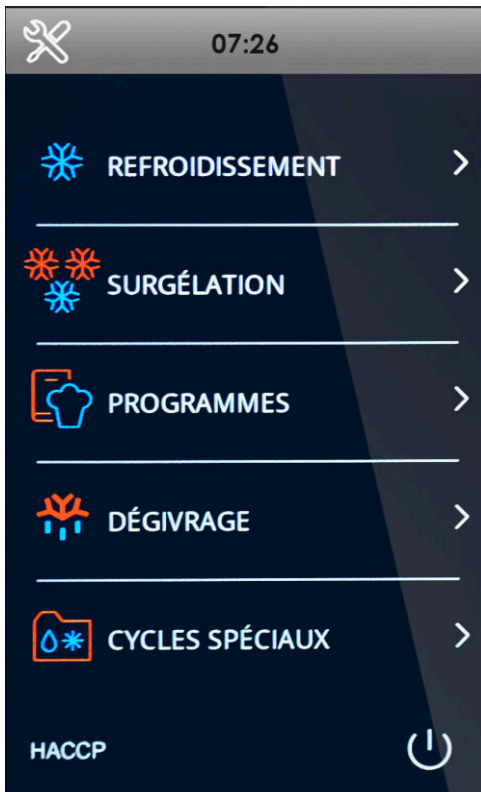 07:26
REFROIDISSEMENT
SURGÉLATION
PROGRAMMES
DÉGIVRAGE
CYCLES SPÉCIAUX
HACCP